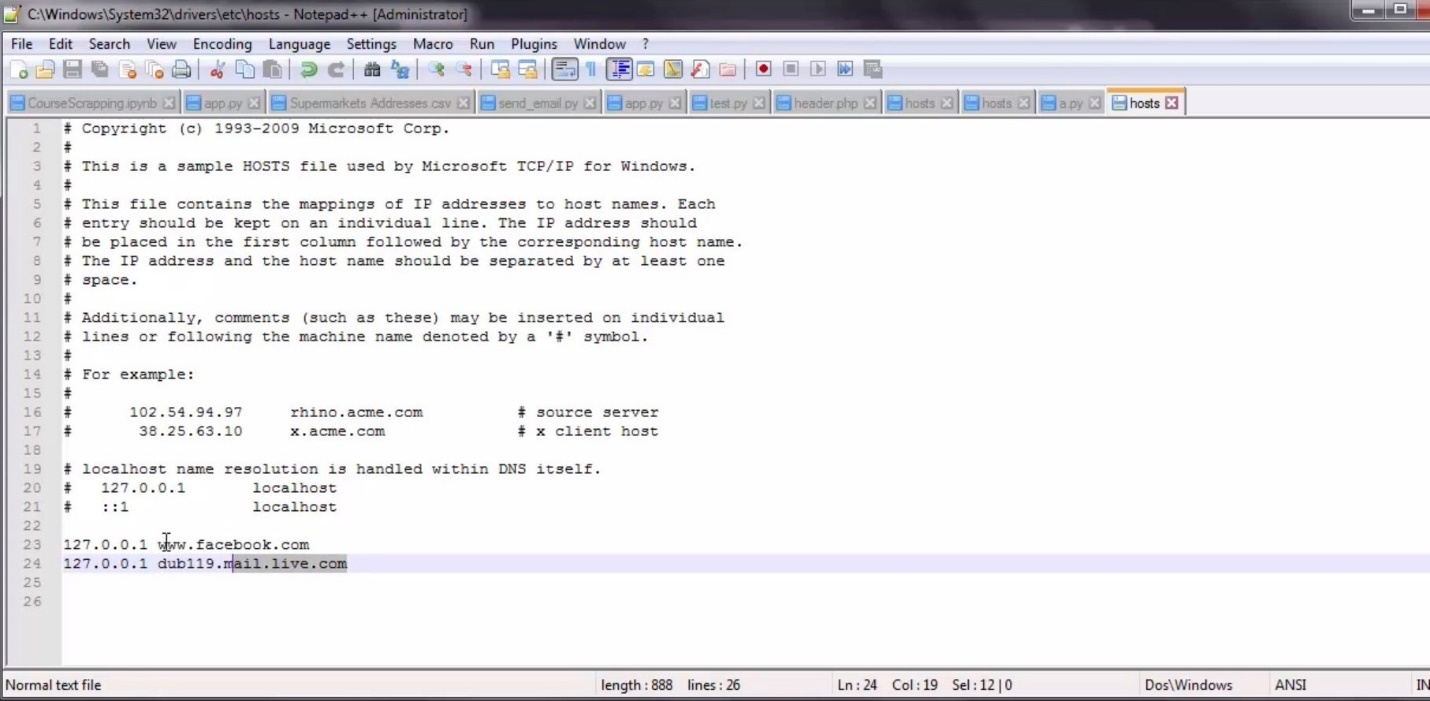 C:\Windows\System32\drivers\etc\hosts - Notepad++ [Administrator]
File Edit Search View Encoding Language Settings Macro Run Plugins Window ?
CourseScrapping.ipynb app.py Supermarkets Addresses.csv send_email.py app.py test.py header.php hosts hosts a.py hosts
1 # Copyright (c) 1993-2009 Microsoft Corp.
2 #
3 # This is a sample HOSTS file used by Microsoft TCP/IP for Windows.
4 #
5 # This file contains the mappings of IP addresses to host names. Each
6 # entry should be kept on an individual line. The IP address should
7 # be placed in the first column followed by the corresponding host name.
8 # The IP address and the host name should be separated by at least one
9 # space.
10 #
11 # Additionally, comments (such as these) may be inserted on individual
12 # lines or following the machine name denoted by a '#' symbol.
13 #
14 # For example:
15 #
16 # 102.54.94.97 rhino.acme.com # source server
17 # 38.25.63.10 x.acme.com # x client host
18
19 # localhost name resolution is handled within DNS itself.
20 # 127.0.0.1 localhost
21 # ::1 localhost
22
23 127.0.0.1 www.facebook.com
24 127.0.0.1 dub119.mail.live.com
25
26
Normal text file length : 888 lines : 26 Ln : 24 Col : 19 Sel : 12 | 0 Dos\Windows ANSI IN